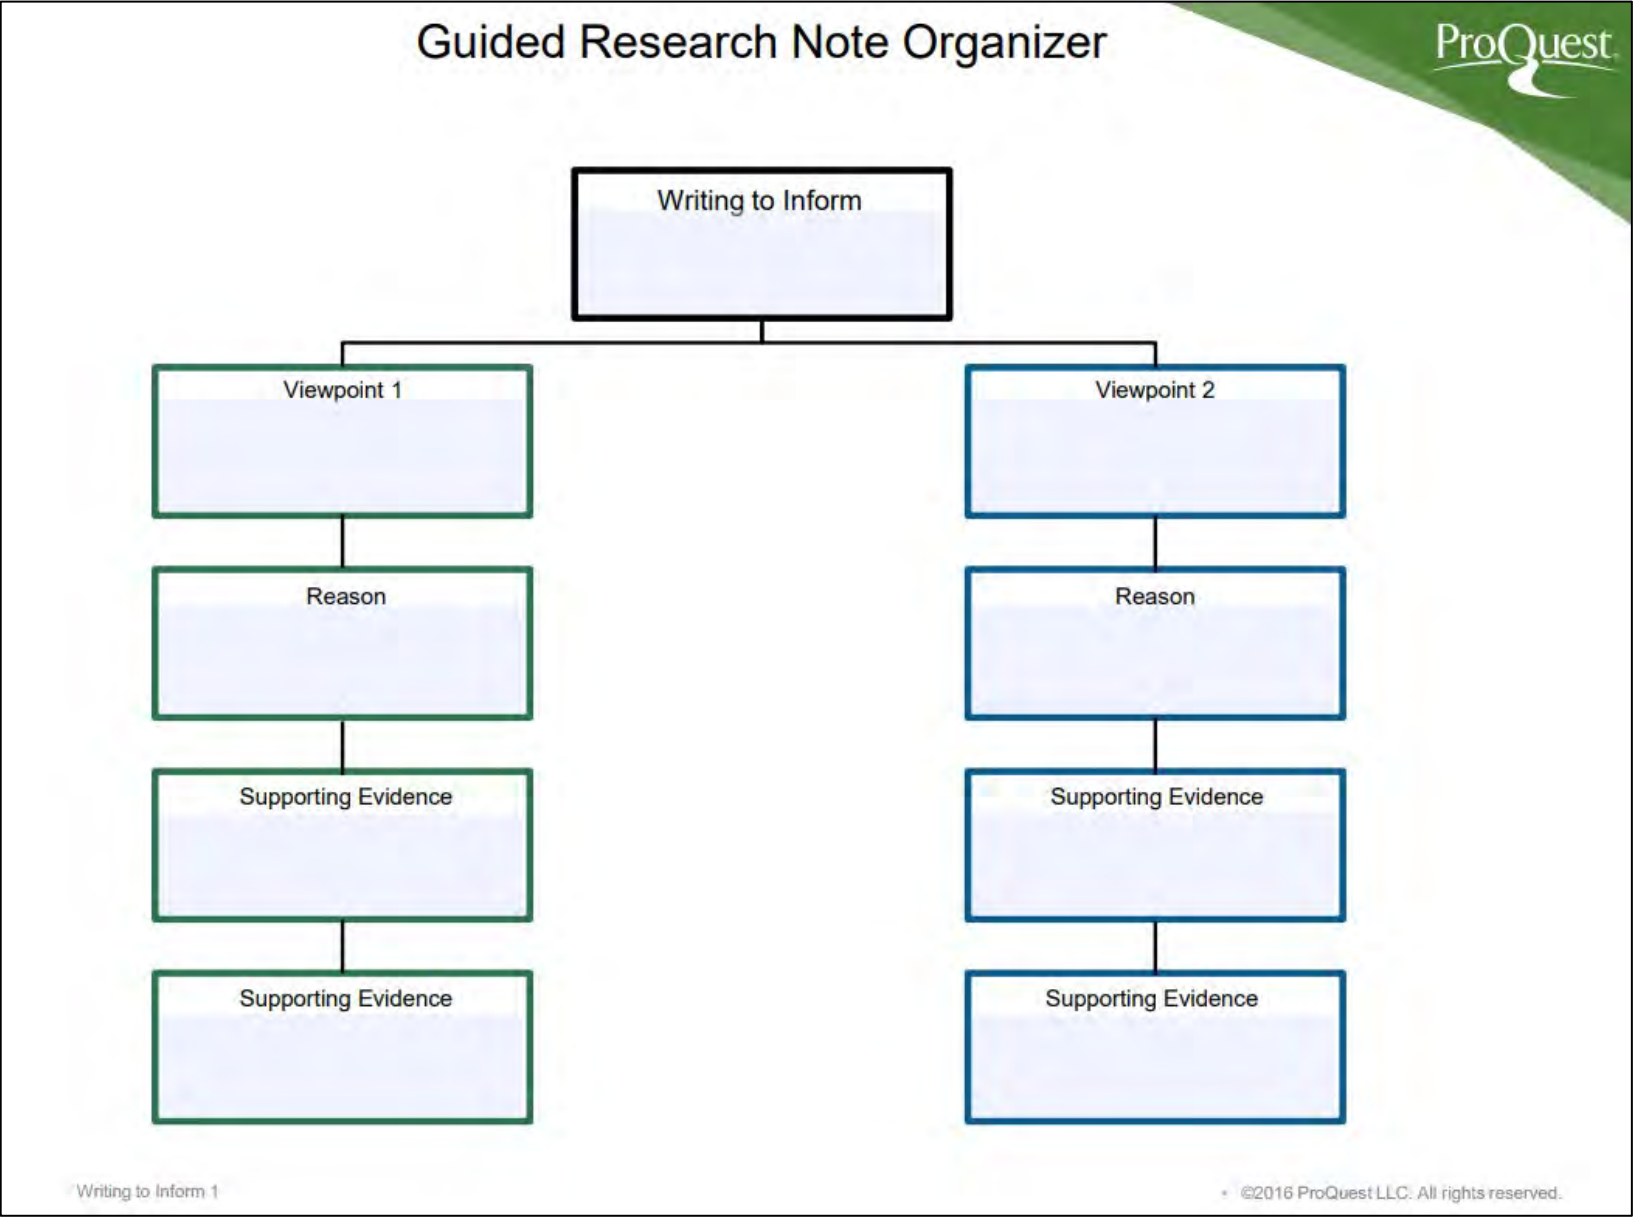 Guided Research Note Organizer
ProQuest
Writing to Inform
Viewpoint 1
Viewpoint 2
Reason
Reason
Supporting Evidence
Supporting Evidence
Supporting Evidence
Supporting Evidence
Writing to Inform 1
• ©2016 ProQuest LLC. All rights reserved.